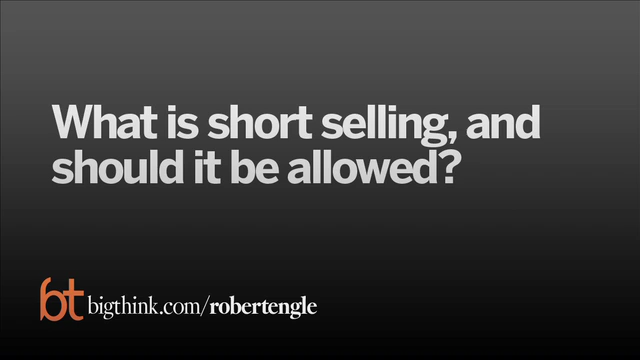 What is short selling, and
should it be allowed?
bt bigthink.com/robertengle